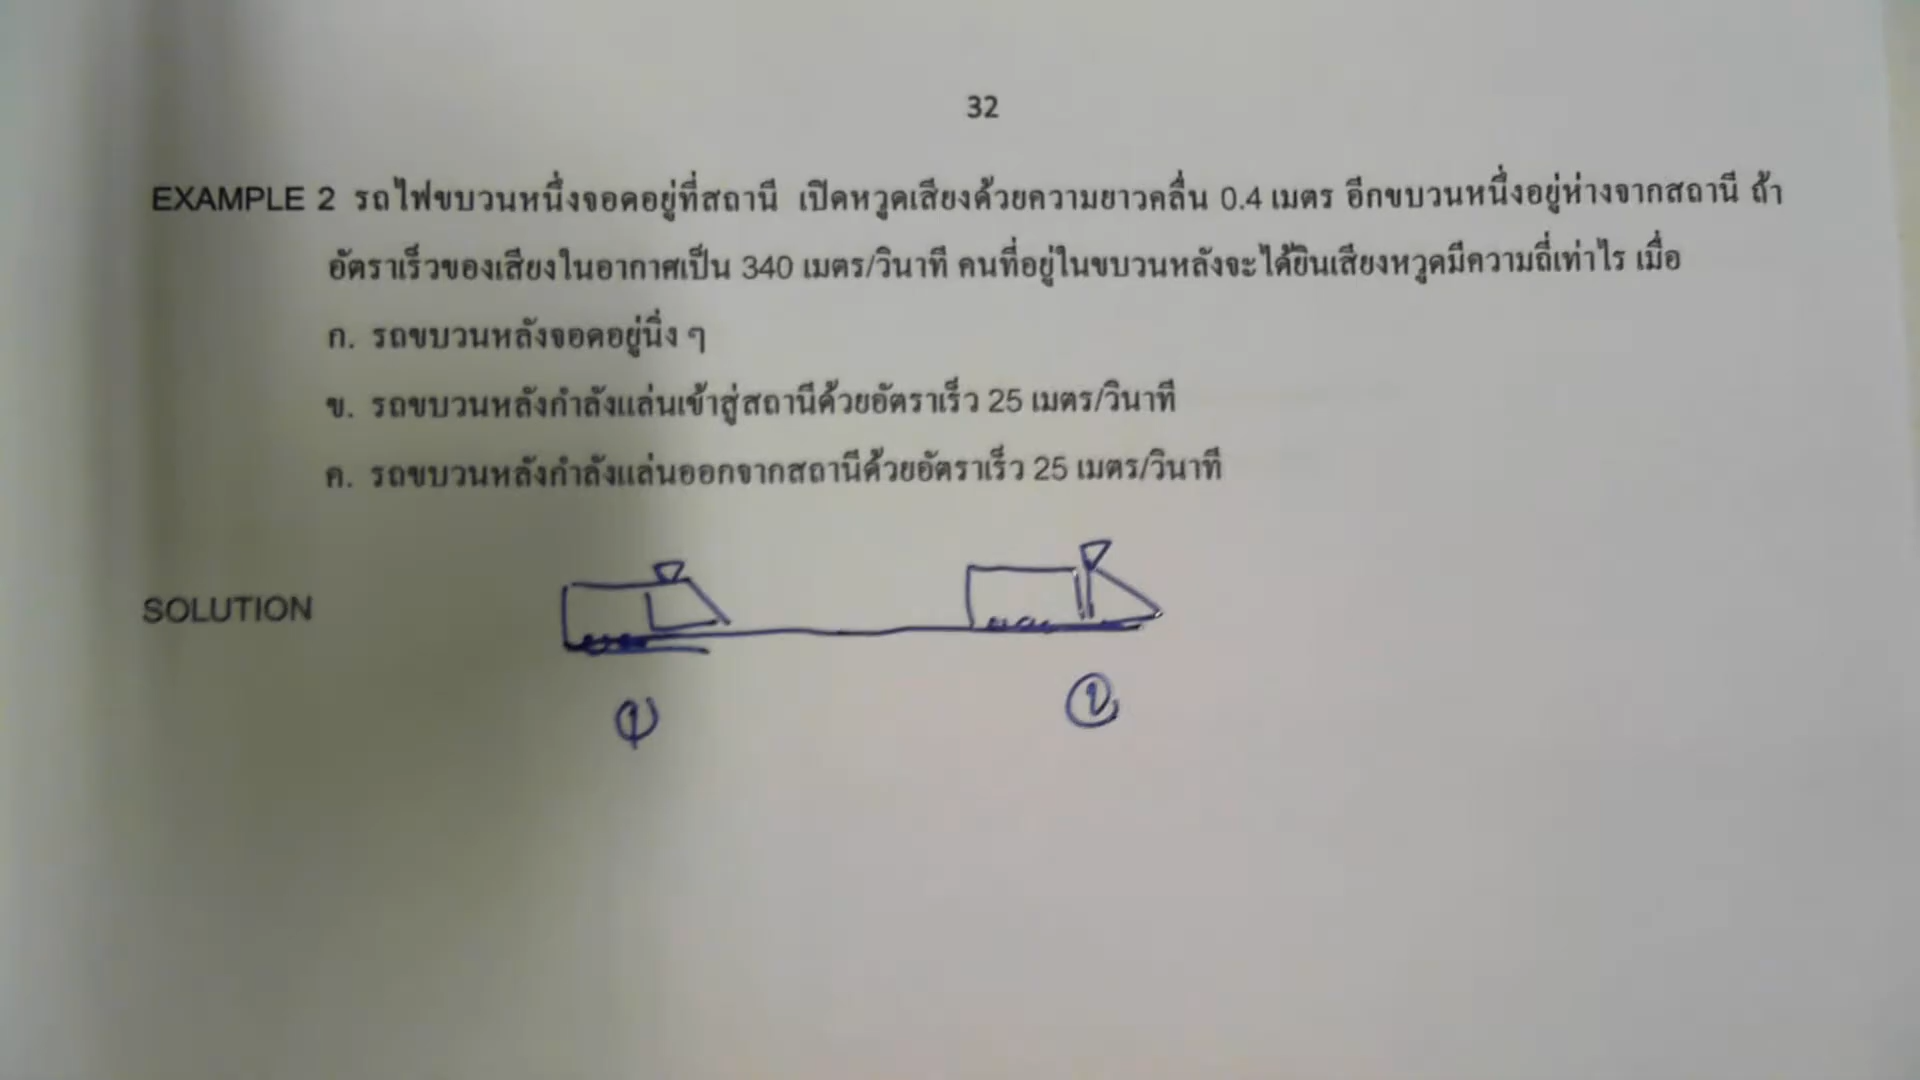 32
EXAMPLE 2 รถไฟขบวนหนึ่งจอดอยู่ที่สถานี เปิดหวูดเสียงด้วยความยาวคลื่น 0.4 เมตร อีกขบวนหนึ่งอยู่ห่างจากสถานี ถ้า
อัตราเร็วของเสียงในอากาศเป็น 340 เมตร/วินาที คนที่อยู่ในขบวนหลังจะได้ยินเสียงหวูดมีความถี่เท่าไร เมื่อ
ก. รถขบวนหลังจอดอยู่นิ่ง ๆ
ข. รถขบวนหลังกำลังแล่นเข้าสู่สถานีด้วยอัตราเร็ว 25 เมตร/วินาที
ค. รถขบวนหลังกำลังแล่นออกจากสถานีด้วยอัตราเร็ว 25 เมตร/วินาที
SOLUTION